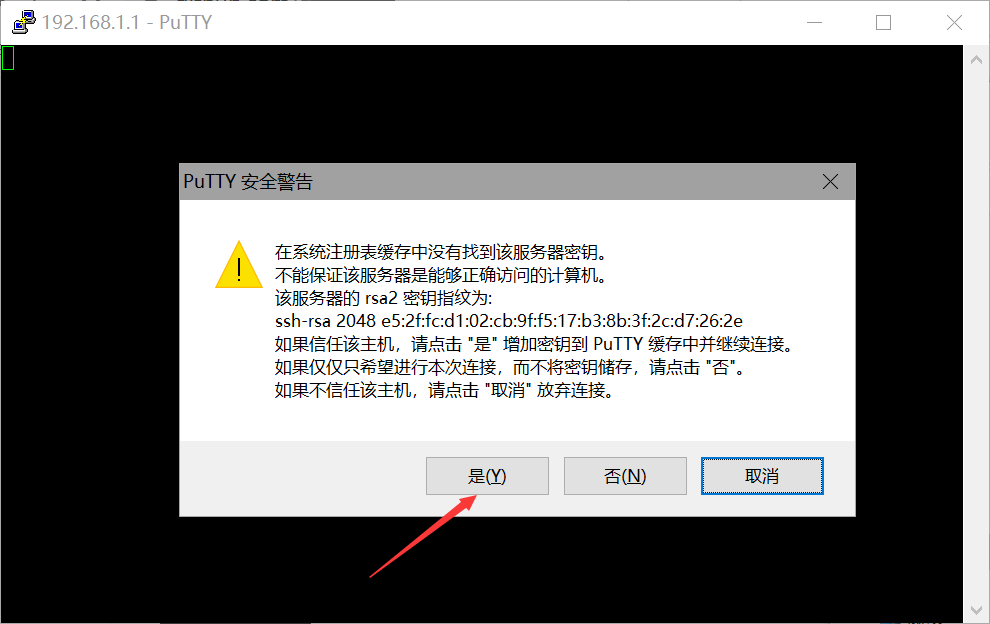 192.168.1.1 - PuTTY
PuTTY 安全警告
在系统注册表缓存中没有找到该服务器密钥。
不能保证该服务器是能够正确访问的计算机。
该服务器的 rsa2 密钥指纹为:
ssh-rsa 2048 e5:2f:fc:d1:02:cb:9f:f5:17:b3:8b:3f:2c:d7:26:2e
如果信任该主机，请点击 "是" 增加密钥到 PuTTY 缓存中并继续连接。
如果仅仅只希望进行本次连接，而不将密钥储存，请点击 "否"。
如果不信任该主机，请点击 "取消" 放弃连接。
是(Y) 否(N) 取消